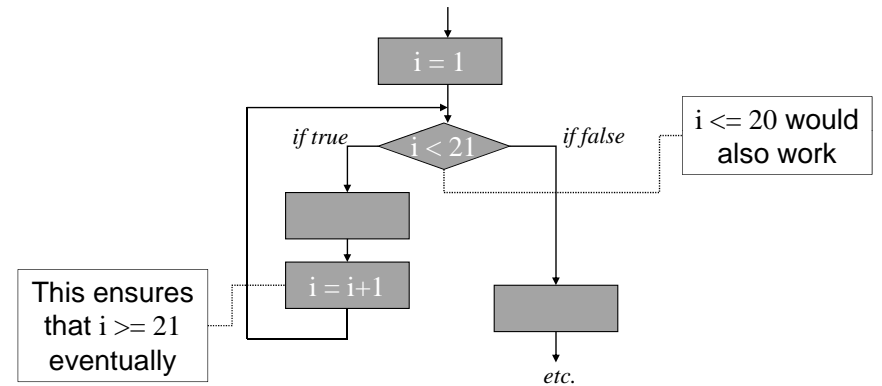 i = 1
if true
i < 21
if false
i <= 20 would
also work
i = i+1
This ensures
that i >= 21
eventually
etc.